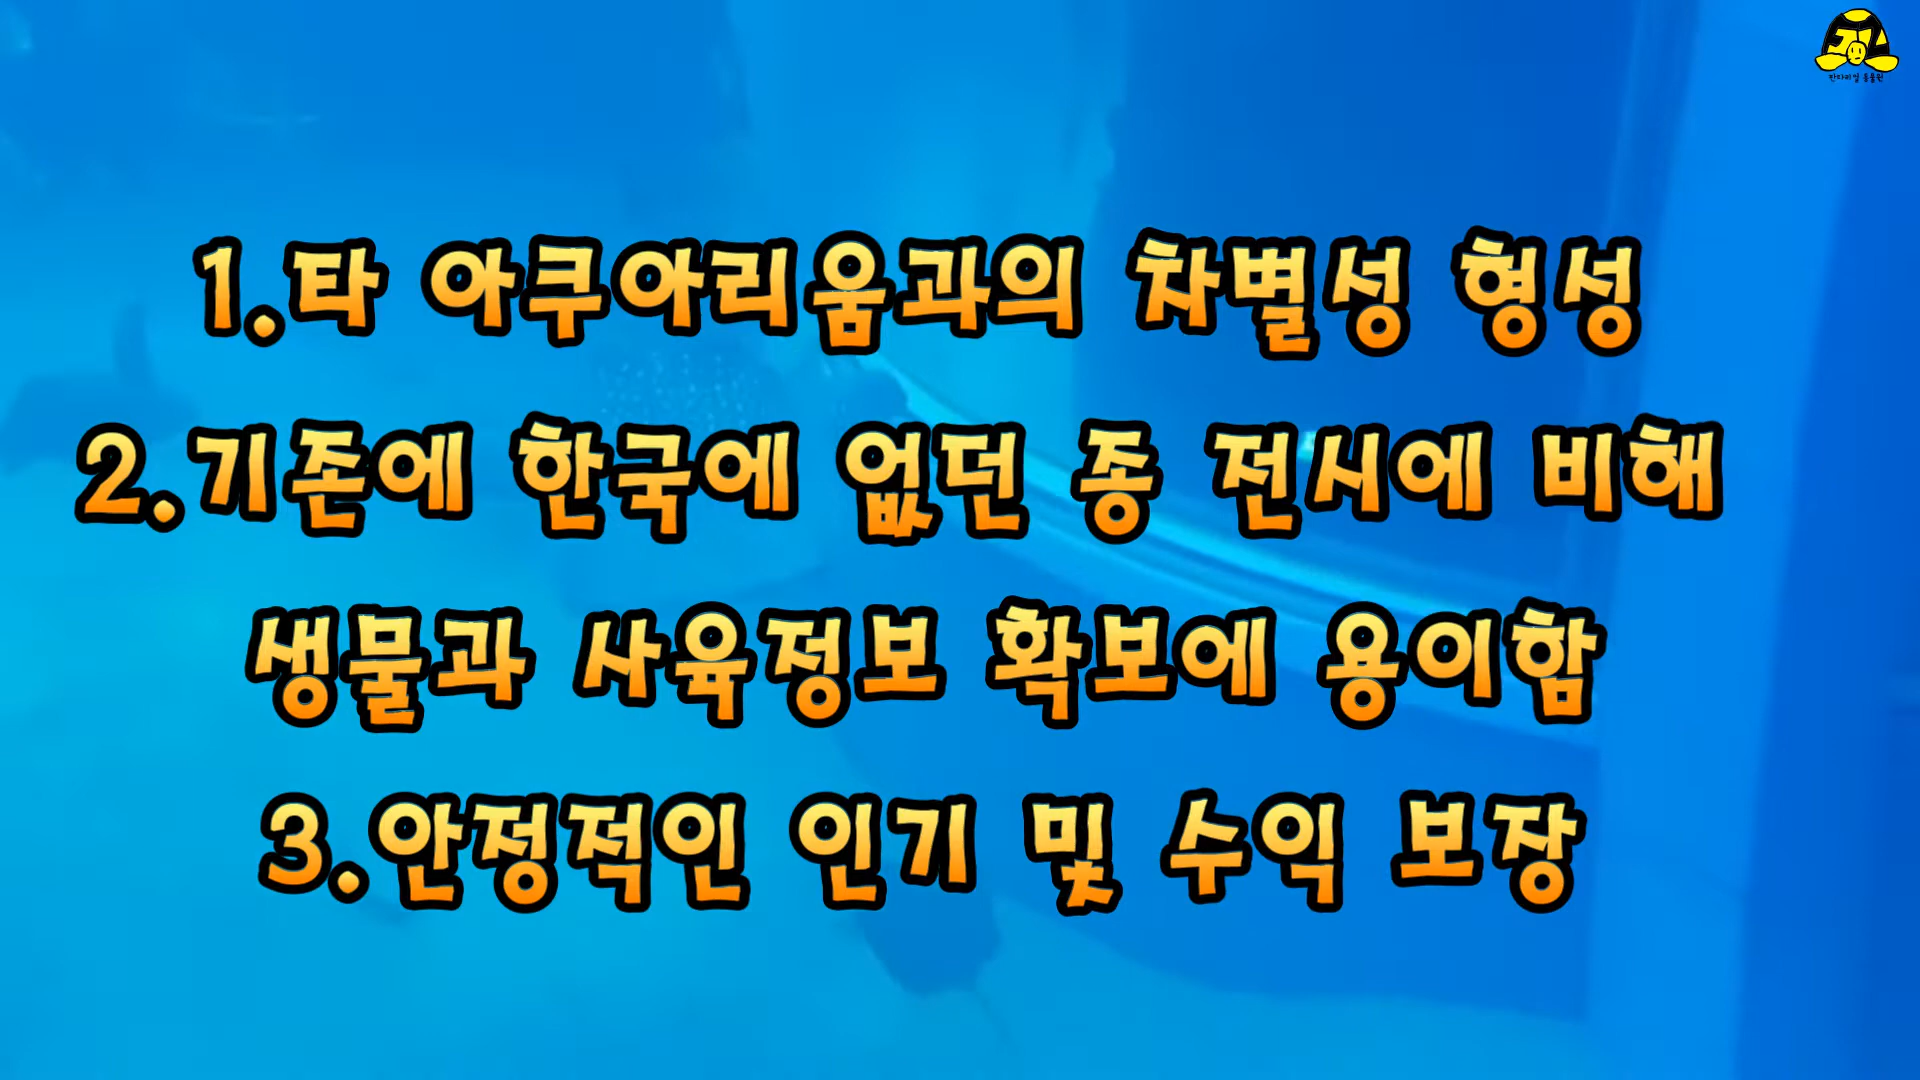 1.타 아쿠아리움과의 차별성 형성
2.기존에 한국에 없던 종 전시에 비해
생물과 사육정보 확보에 용이함
3.안정적인 인기 및 수익 보장